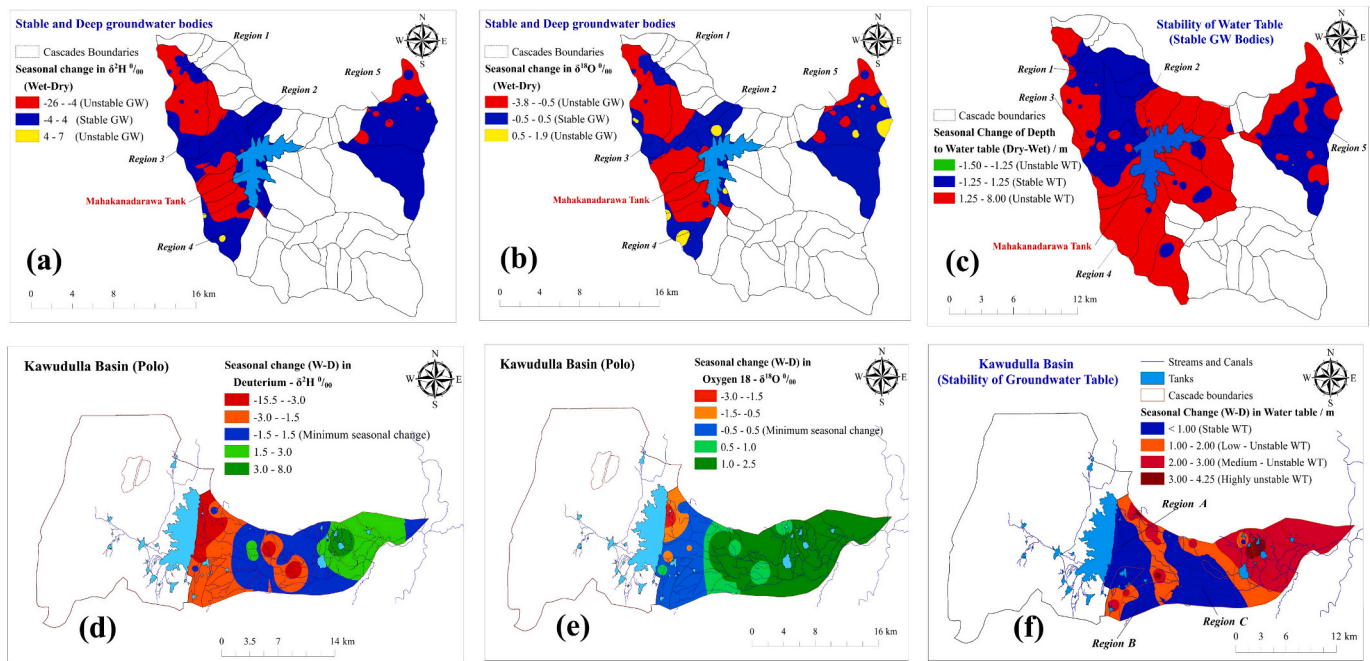 Stable and Deep groundwater bodies
N
W
E
S
Cascades Boundaries
Seasonal change in δ²H ⁰/₀₀
(Wet-Dry)
-26 - -4 (Unstable GW)
-4 - 4 (Stable GW)
4 - 7 (Unstable GW)
Region 1
Region 5
Region 2
Region 3
Mahakanadarawa Tank
Region 4
(a)
0 4 8 16 km
Stable and Deep groundwater bodies
N
W
E
S
Cascades Boundaries
Seasonal change in δ¹⁸O ⁰/₀₀
(Wet-Dry)
-3.8 - -0.5 (Unstable GW)
-0.5 - 0.5 (Stable GW)
0.5 - 1.9 (Unstable GW)
Region 1
Region 5
Region 2
Region 3
Mahakanadarawa Tank
Region 4
(b)
0 4 8 16 km
Stability of Water Table
(Stable GW Bodies)
N
W
E
S
Region 1
Region 2
Region 3
Cascade boundaries
Seasonal Change of Depth
to Water table (Dry-Wet) / m
-1.50 - -1.25 (Unstable WT)
-1.25 - 1.25 (Stable WT)
1.25 - 8.00 (Unstable WT)
Region 5
Mahakanadarawa Tank
Region 4
(c)
0 3 6 12 km
Kawudulla Basin (Polo)
Seasonal change (W-D) in
Deuterium - δ²H ⁰/₀₀
-15.5 - -3.0
-3.0 - -1.5
-1.5 - 1.5 (Minimum seasonal change)
1.5 - 3.0
3.0 - 8.0
N
W
E
S
(d)
0 3.5 7 14 km
Kawudulla Basin (Polo)
Seasonal change (W-D) in
Oxygen 18 - δ¹⁸O ⁰/₀₀
-3.0 - -1.5
-1.5 - -0.5
-0.5 - 0.5 (Minimum seasonal change)
0.5 - 1.0
1.0 - 2.5
N
W
E
S
(e)
0 4 8 16 km
Kawudulla Basin
(Stability of Groundwater Table)
Streams and Canals
Tanks
Cascade boundaries
Seasonal Change (W-D) in Water table / m
< 1.00 (Stable WT)
1.00 - 2.00 (Low - Unstable WT)
2.00 - 3.00 (Medium - Unstable WT)
3.00 - 4.25 (Highly unstable WT)
N
W
E
S
Region A
Region B
Region C
(f)
0 3 6 12 km